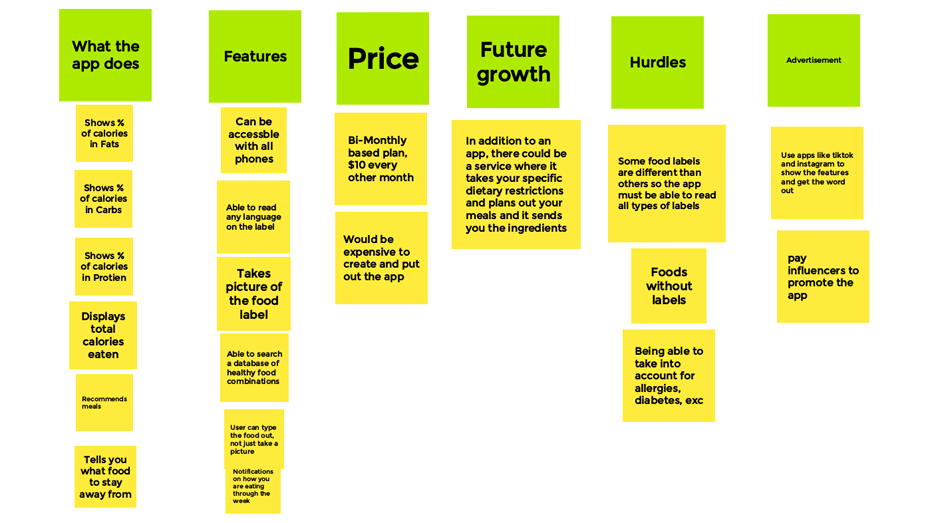 What the
app does
Shows %
of calories
in Fats
Shows %
of calories
in Carbs
Shows %
of calories
in Protien
Displays
total
calories
eaten
Recommends
meals
Tells you
what food
to stay
away from
Features
Can be
accessble
with all
phones
Able to read
any language
on the label
Takes
picture of
the food
label
Able to search
a database of
healthy food
combinations
User can type
the food out,
not just take a
picture
Notifications
on how you
are eating
through the
week
Price
Bi-Monthly
based plan,
$10 every
other month
Would be
expensive to
create and put
out the app
Future
growth
In addition to an
app, there could be
a service where it
takes your specific
dietary restrictions
and plans out your
meals and it sends
you the ingredients
Hurdles
Some food labels
are different than
others so the app
must be able to read
all types of labels
Foods
without
labels
Being able to
take into
account for
allergies,
diabetes, exc
Advertisement
Use apps like tiktok
and instagram to
show the features
and get the word
out
pay
influencers to
promote the
app